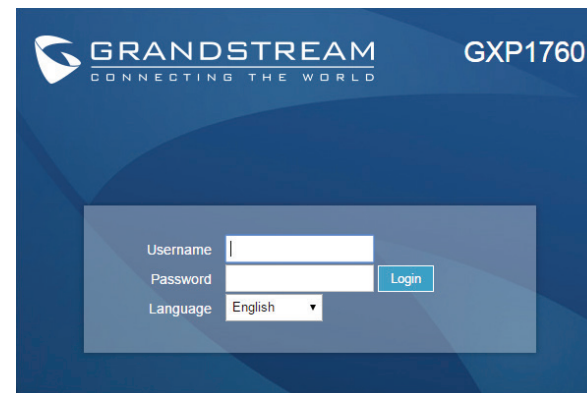 GRANDSTREAM
CONNECTING THE WORLD
GXP1760
Username
Password
Login
Language
English